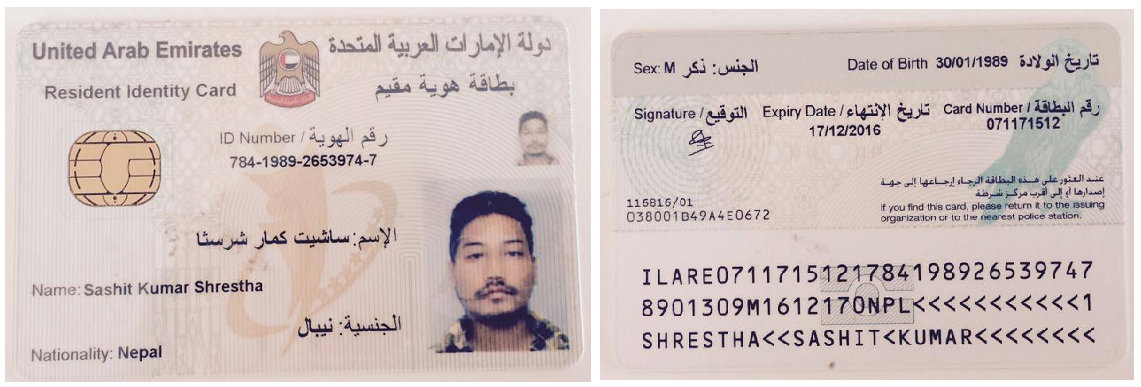 United Arab Emirates دولة الإمارات العربية المتحدة
Resident Identity Card بطاقة هوية مقيم
ID Number / رقم الهوية
784-1989-2653974-7
الإسم: ساشيت كمار شرستا
Name: Sashit Kumar Shrestha
الجنسية: نيبال
Nationality: Nepal
Sex: M الجنس: ذكر Date of Birth 30/01/1989 تاريخ الولادة
Signature / التوقيع Expiry Date / تاريخ الانتهاء Card Number / رقم البطاقة
17/12/2016 071171512
عند العثور على هذه البطاقة الرجاء إرجاعها إلى جهة
إصدارها أو إلى أقرب مركز شرطة
115815/01
038001B49A4E0672
If you find this card, please return it to the issuing
organization or to the nearest police station.
ILARE0711715121784198926539747
8901309M1612170NPL<<<<<<<<<<<1
SHRESTHA<<SASHIT<KUMAR<<<<<<<<